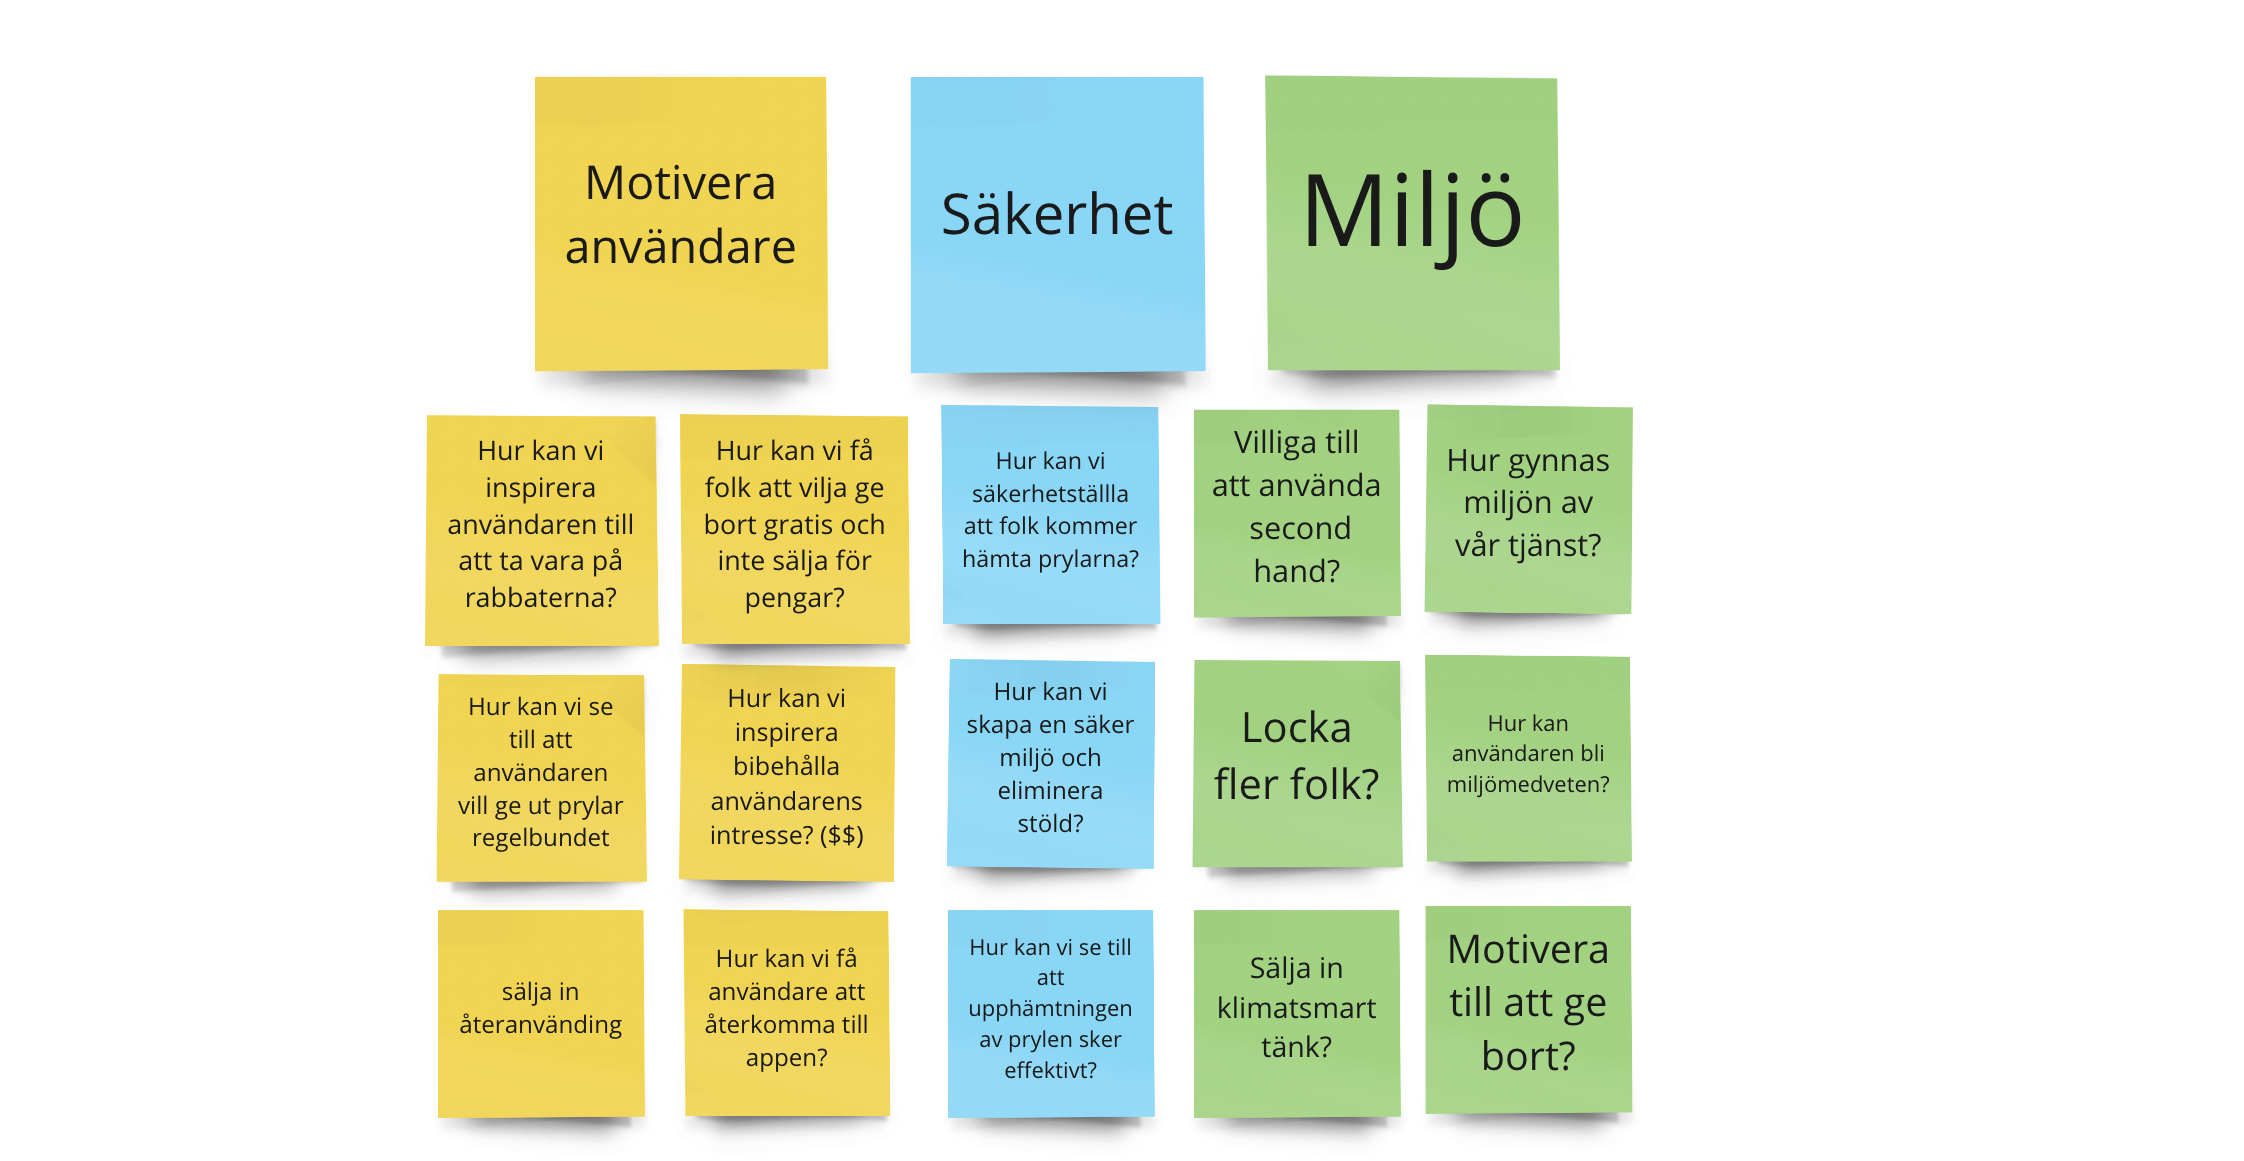 Motivera
användare
Säkerhet
Miljö
Hur kan vi
inspirera
användaren till
att ta vara på
rabbaterna?
Hur kan vi få
folk att vilja ge
bort gratis och
inte sälja för
pengar?
Hur kan vi
säkerhetställla
att folk kommer
hämta prylarna?
Villiga till
att använda
second
hand?
Hur gynnas
miljön av
vår tjänst?
Hur kan vi se
till att
användaren
vill ge ut prylar
regelbundet
Hur kan vi
inspirera
bibehålla
användarens
intresse? ($$)
Hur kan vi
skapa en säker
miljö och
eliminera
stöld?
Locka
fler folk?
Hur kan
användaren bli
miljömedveten?
sälja in
återanvänding
Hur kan vi få
användare att
återkomma till
appen?
Hur kan vi se till
att
upphämtningen
av prylen sker
effektivt?
Sälja in
klimatsmart
tänk?
Motivera
till att ge
bort?